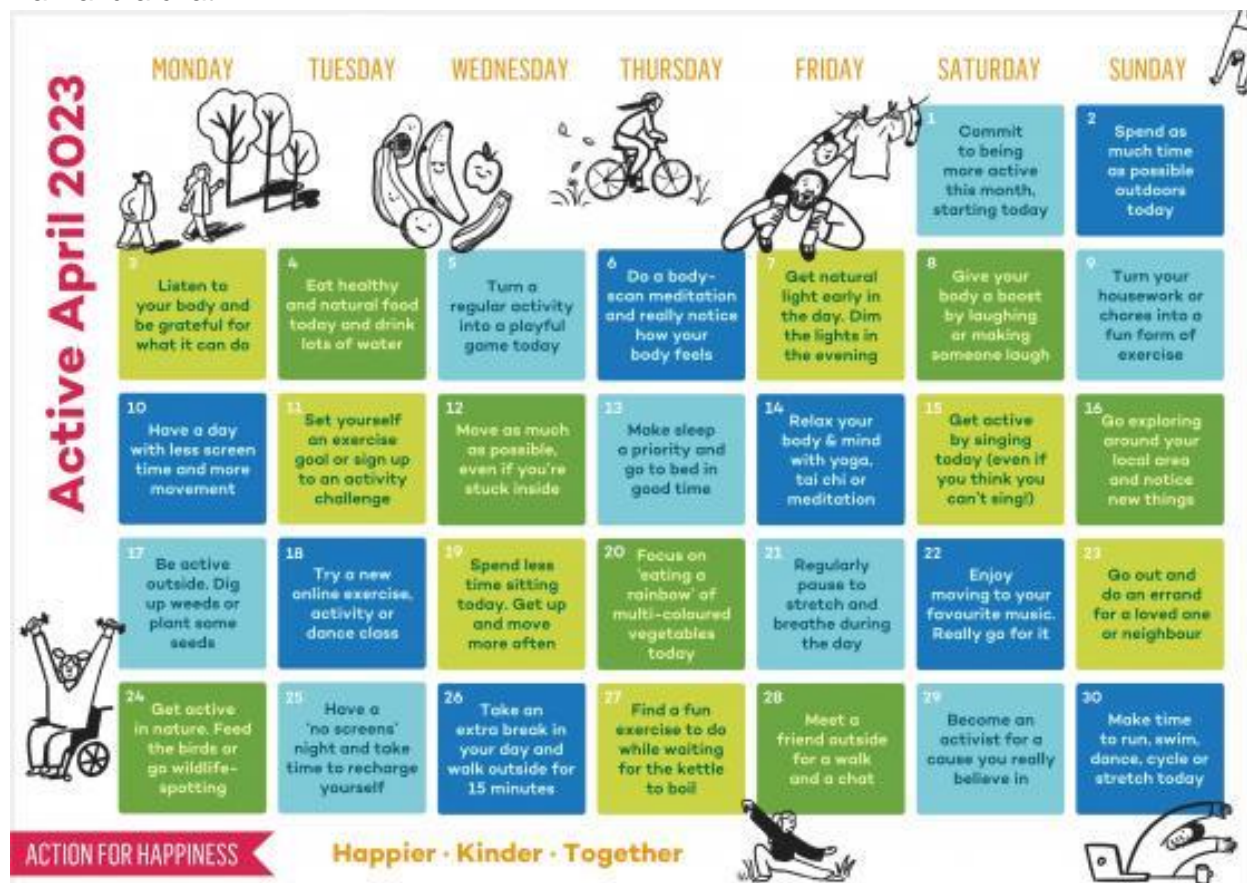 Active April 2023
MONDAY
TUESDAY
WEDNESDAY
THURSDAY
FRIDAY
SATURDAY
SUNDAY
1
Commit
to being
more active
this month,
starting today
2
Spend as
much time
as possible
outdoors
today
3
Listen to
your body and
be grateful for
what it can do
4
Eat healthy
and natural food
today and drink
lots of water
5
Turn a
regular activity
into a playful
game today
6
Do a body-
scan meditation
and really notice
how your
body feels
7
Get natural
light early in
the day. Dim
the lights in
the evening
8
Give your
body a boost
by laughing
or making
someone laugh
9
Turn your
housework or
chores into a
fun form of
exercise
10
Have a day
with less screen
time and more
movement
11
Set yourself
an exercise
goal or sign up
to an activity
challenge
12
Move as much
as possible,
even if you're
stuck inside
13
Make sleep
a priority and
go to bed in
good time
14
Relax your
body & mind
with yoga,
tai chi or
meditation
15
Get active
by singing
today (even if
you think you
can't sing!)
16
Go exploring
around your
local area
and notice
new things
17
Be active
outside. Dig
up weeds or
plant some
seeds
18
Try a new
online exercise,
activity or
dance class
19
Spend less
time sitting
today. Get up
and move
more often
20
Focus on
'eating a
rainbow' of
multi-coloured
vegetables
today
21
Regularly
pause to
stretch and
breathe during
the day
22
Enjoy
moving to your
favourite music.
Really go for it
23
Go out and
do an errand
for a loved one
or neighbour
24
Get active
in nature. Feed
the birds or
go wildlife-
spotting
25
Have a
'no screens'
night and take
time to recharge
yourself
26
Take an
extra break in
your day and
walk outside for
15 minutes
27
Find a fun
exercise to do
while waiting
for the kettle
to boil
28
Meet a
friend outside
for a walk
and a chat
29
Become an
activist for a
cause you really
believe in
30
Make time
to run, swim,
dance, cycle or
stretch today
ACTION FOR HAPPINESS
Happier · Kinder · Together